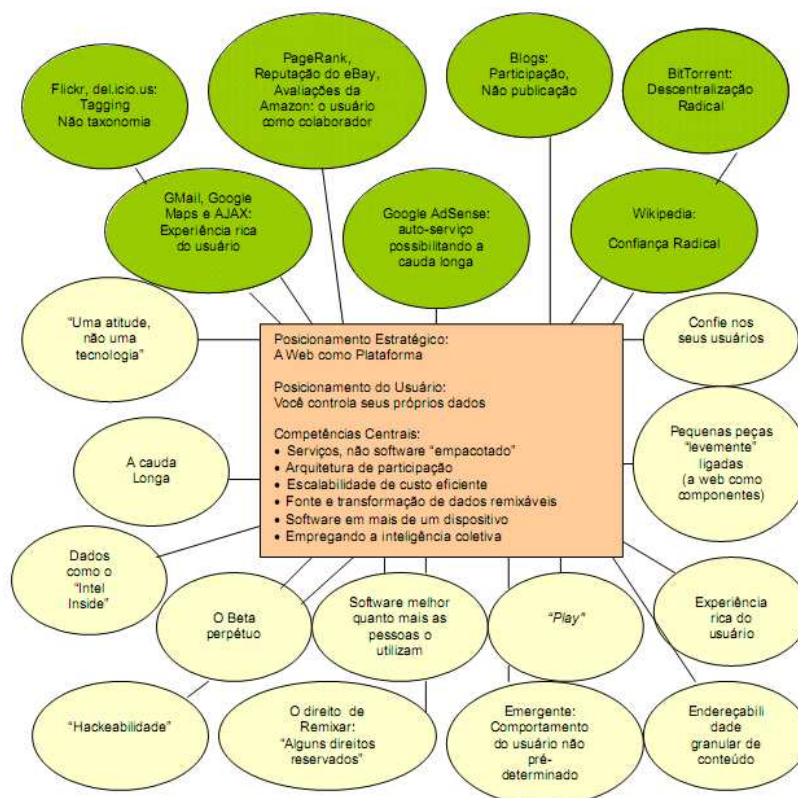 Flickr, del.icio.us:
Tagging
Não taxonomia
PageRank,
Reputação do eBay,
Avaliações da
Amazon: o usuário
como colaborador
Blogs:
Participação,
Não publicação
BitTorrent:
Descentralização
Radical
GMail, Google
Maps e AJAX:
Experiência rica
do usuário
Google AdSense:
auto-serviço
possibilitando a
cauda longa
Wikipedia:
Confiança Radical
"Uma atitude,
não uma
tecnologia"
Posicionamento Estratégico:
A Web como Plataforma
Posicionamento do Usuário:
Você controla seus próprios dados
Competências Centrais:
• Serviços, não software "empacotado"
• Arquitetura de participação
• Escalabilidade de custo eficiente
• Fonte e transformação de dados remixáveis
• Software em mais de um dispositivo
• Empregando a inteligência coletiva
Confie nos
seus usuários
A cauda
Longa
Pequenas peças
"levemente"
ligadas
(a web como
componentes)
Dados
como o
"Intel
Inside"
O Beta
perpétuo
Software melhor
quanto mais as
pessoas o
utilizam
"Play"
Experiência
rica do
usuário
"Hackeabilidade"
O direito de
Remixar:
"Alguns direitos
reservados"
Emergente:
Comportamento
do usuário não
pré-
determinado
Endereçabili
dade
granular de
conteúdo